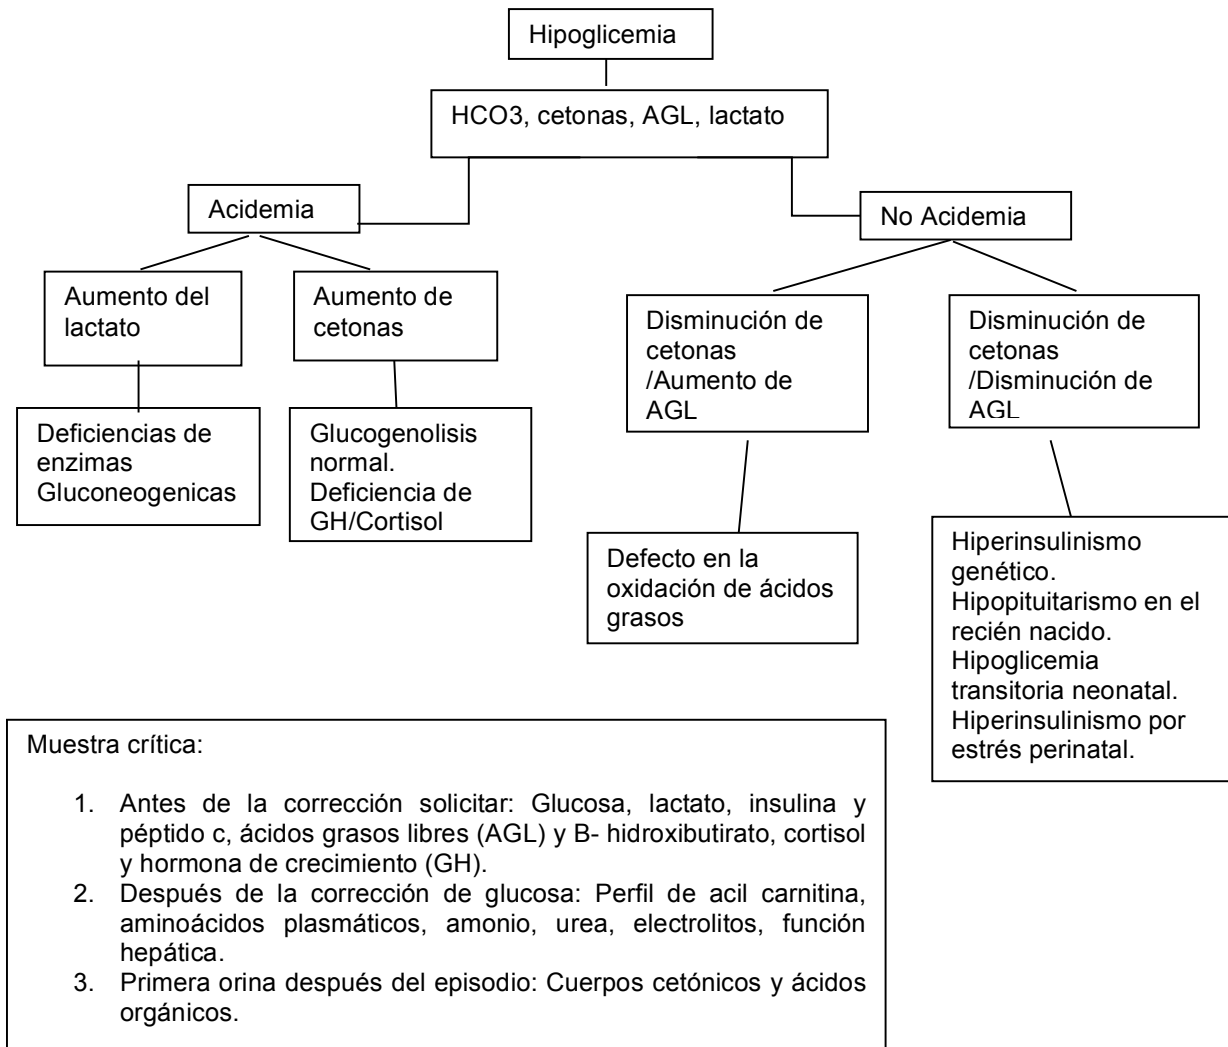 Hipoglicemia
HCO3, cetonas, AGL, lactato
Acidemia
No Acidemia
Aumento del
lactato
Aumento de
cetonas
Disminución de
cetonas
/Aumento de
AGL
Disminución de
cetonas
/Disminución de
AGL
Deficiencias de
enzimas
Gluconeogenicas
Glucogenolisis
normal.
Deficiencia de
GH/Cortisol
Defecto en la
oxidación de ácidos
grasos
Hiperinsulinismo
genético.
Hipopituitarismo en el
recién nacido.
Hipoglicemia
transitoria neonatal.
Hiperinsulinismo por
estrés perinatal.
Muestra crítica:
1. Antes de la corrección solicitar: Glucosa, lactato, insulina y
péptido c, ácidos grasos libres (AGL) y B- hidroxibutirato, cortisol
y hormona de crecimiento (GH).
2. Después de la corrección de glucosa: Perfil de acil carnitina,
aminoácidos plasmáticos, amonio, urea, electrolitos, función
hepática.
3. Primera orina después del episodio: Cuerpos cetónicos y ácidos
orgánicos.